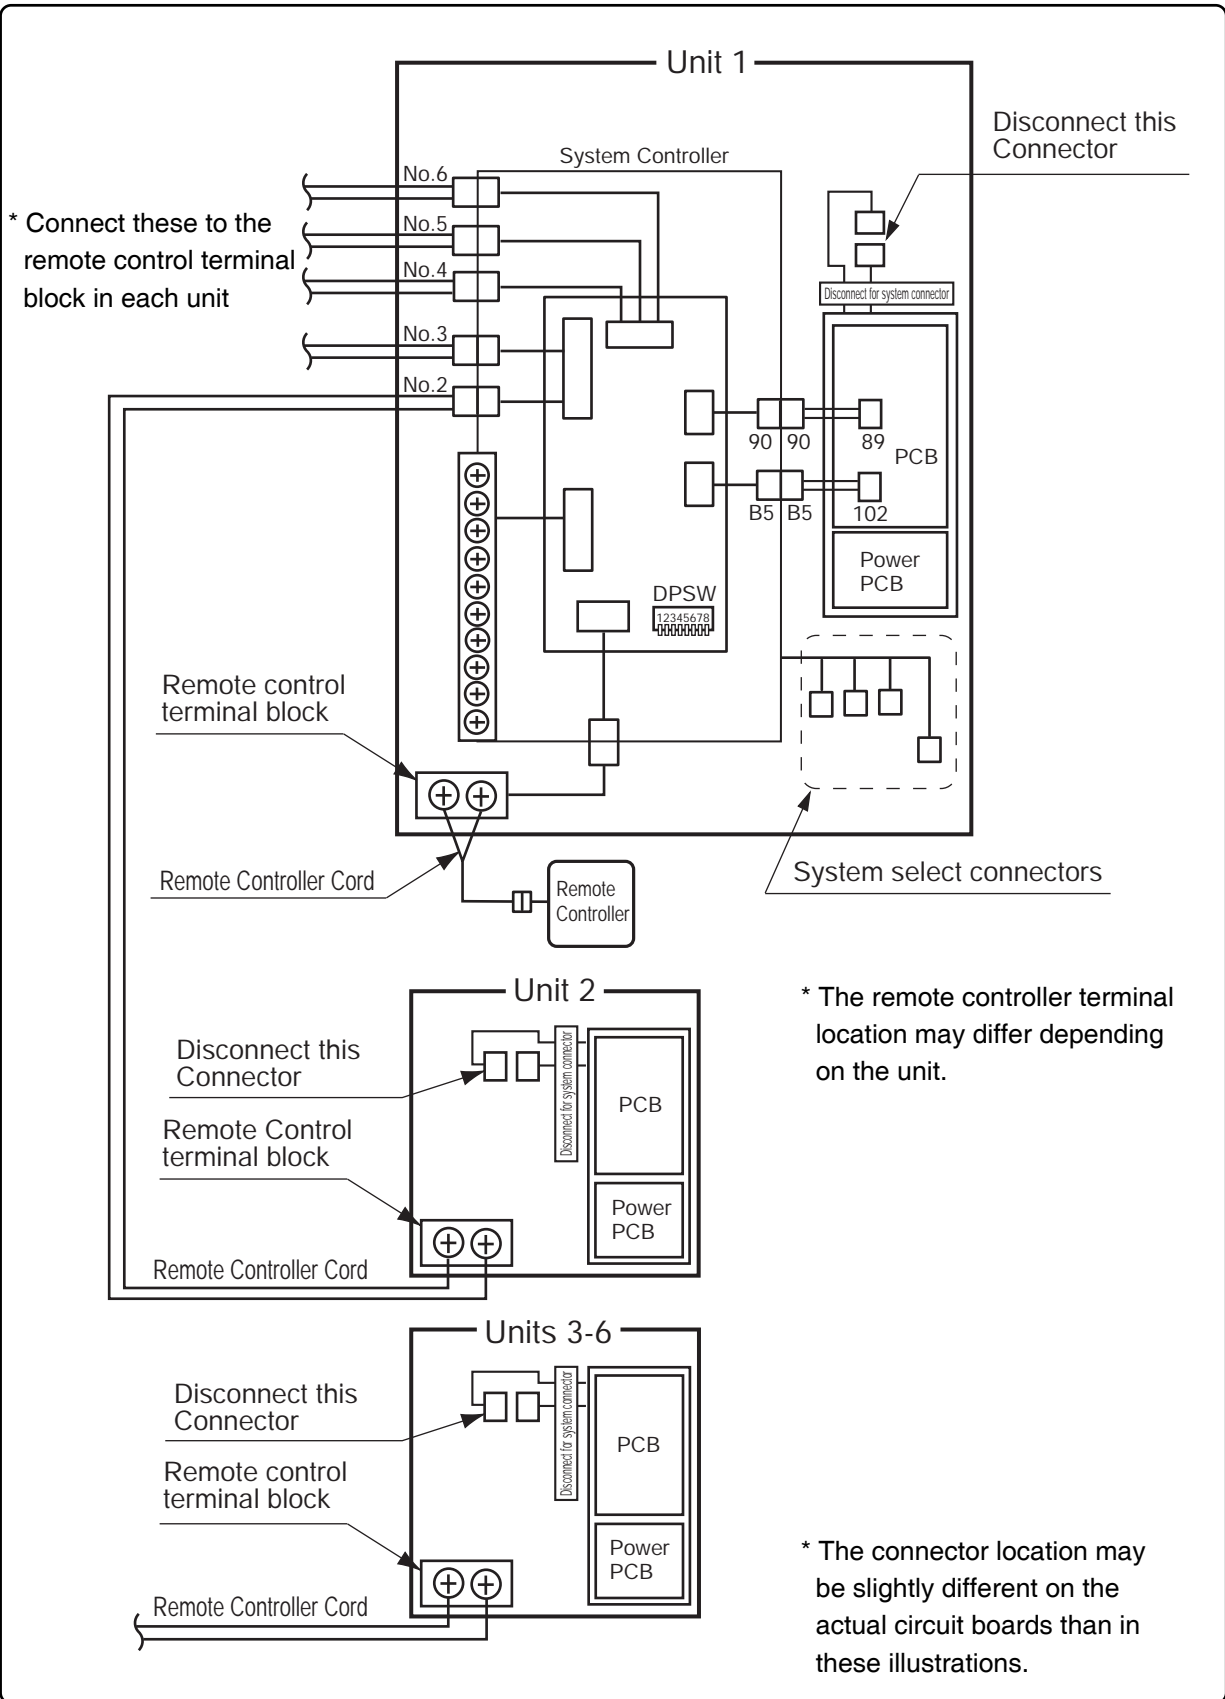 Unit 1
Disconnect this
Connector
System Controller
No.6
* Connect these to the
remote control terminal
block in each unit
No.5
No.4
Disconnect for system connector
No.3
No.2
90 90 89
PCB
B5 B5 102
Power
PCB
DPSW
12345678
Remote control
terminal block
System select connectors
Remote Controller Cord
Remote
Controller
Unit 2
* The remote controller terminal
location may differ depending
on the unit.
Disconnect this
Connector
Disconnect for system connector
PCB
Remote Control
terminal block
Power
PCB
Remote Controller Cord
Units 3-6
Disconnect this
Connector
Disconnect for system connector
PCB
Remote control
terminal block
Power
PCB
Remote Controller Cord
* The connector location may
be slightly different on the
actual circuit boards than in
these illustrations.